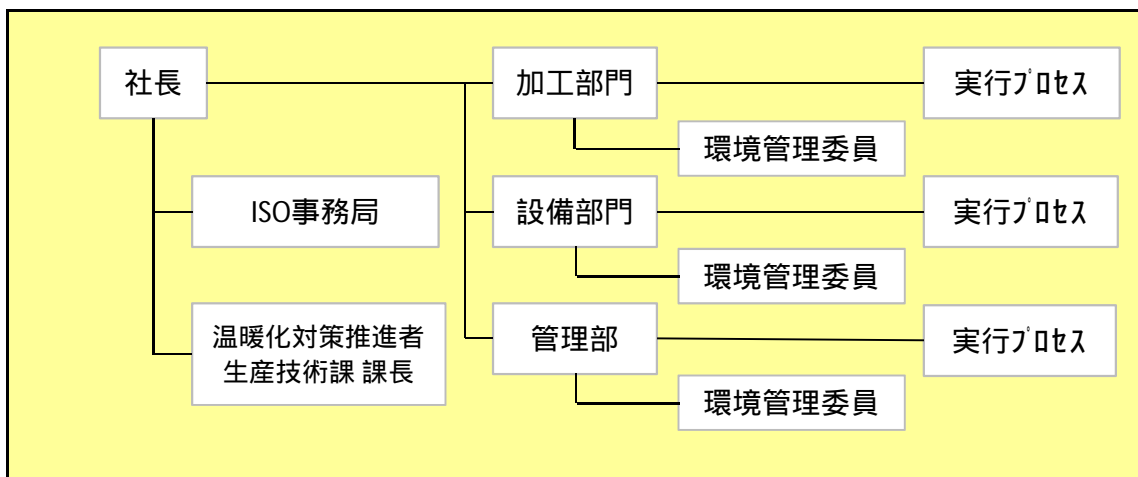 社長
加工部門
実行ﾌﾟﾛｾｽ
環境管理委員
ISO事務局
設備部門
実行ﾌﾟﾛｾｽ
環境管理委員
温暖化対策推進者
生産技術課 課長
管理部
実行ﾌﾟﾛｾｽ
環境管理委員